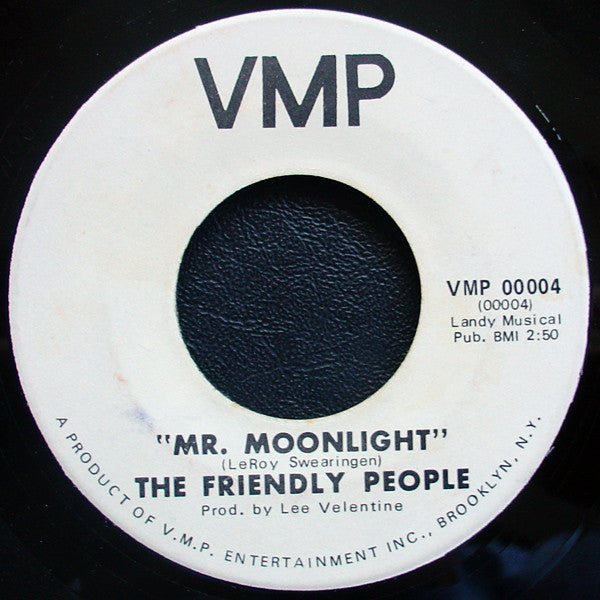 VMP
VMP 00004
(00004)
Landy Musical
Pub. BMI 2:50
"MR. MOONLIGHT"
(LeRoy Swearingen)
THE FRIENDLY PEOPLE
Prod. by Lee Velentine
A PRODUCT OF V.M.P. ENTERTAINMENT INC., BROOKLYN, N.Y.